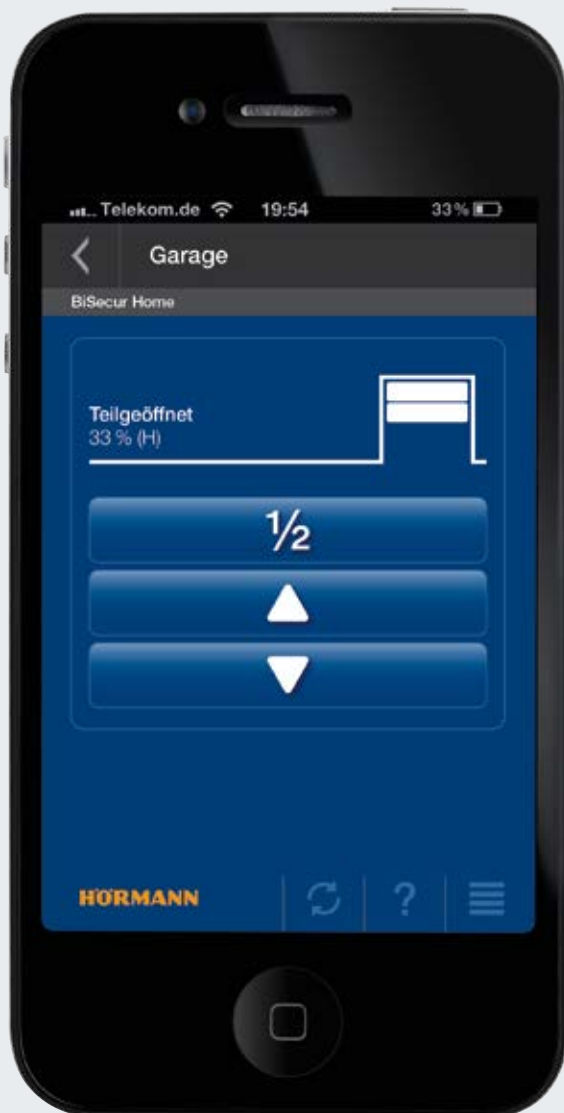 Telekom.de 19:54 33%
Garage
BiSecur Home
Teilgeöffnet
33 % (H)
½
HÖRMANN
?